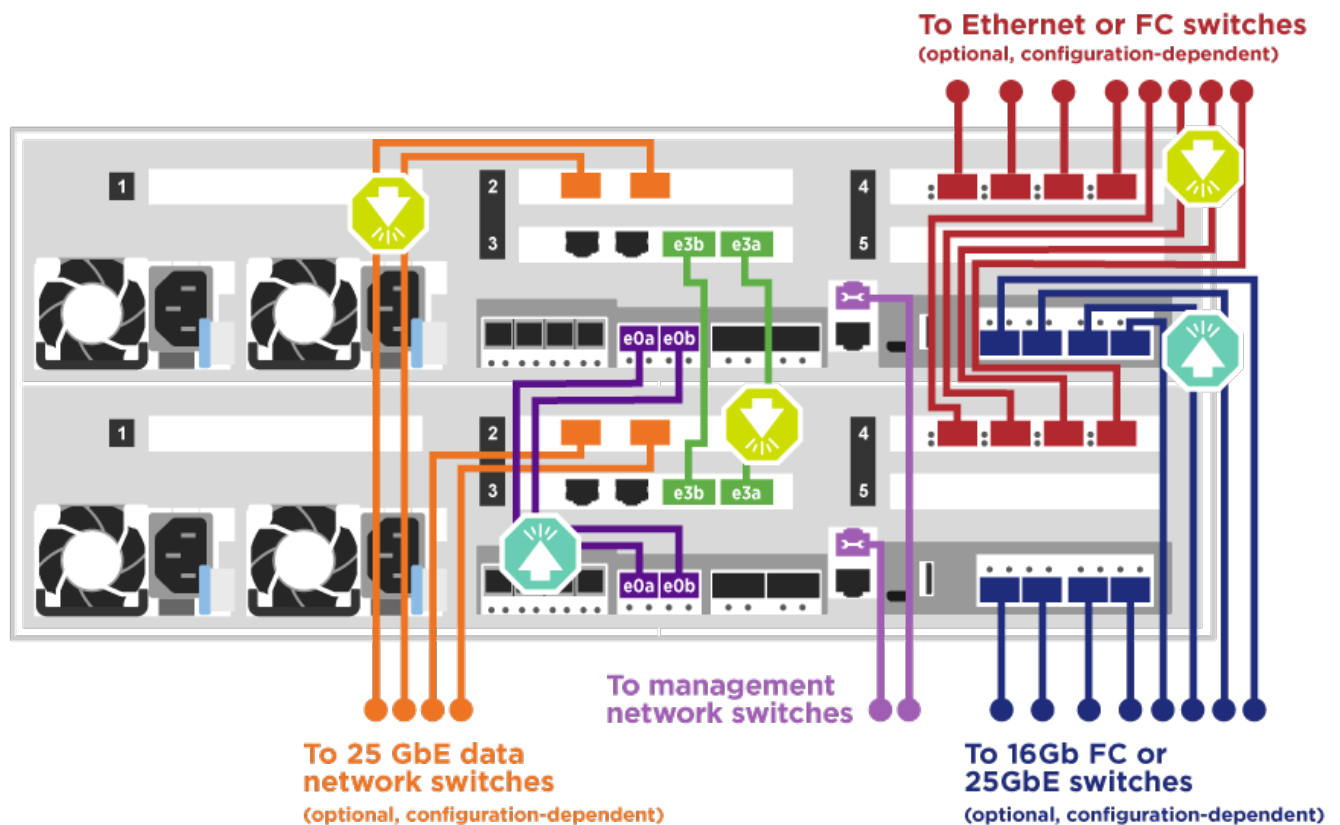 To Ethernet or FC switches
(optional, configuration-dependent)
1
2
4
3
e3b
e3a
5
e0a
e0b
1
2
4
3
e3b
e3a
5
e0a
e0b
To management
network switches
To 25 GbE data
network switches
(optional, configuration-dependent)
To 16Gb FC or
25GbE switches
(optional, configuration-dependent)